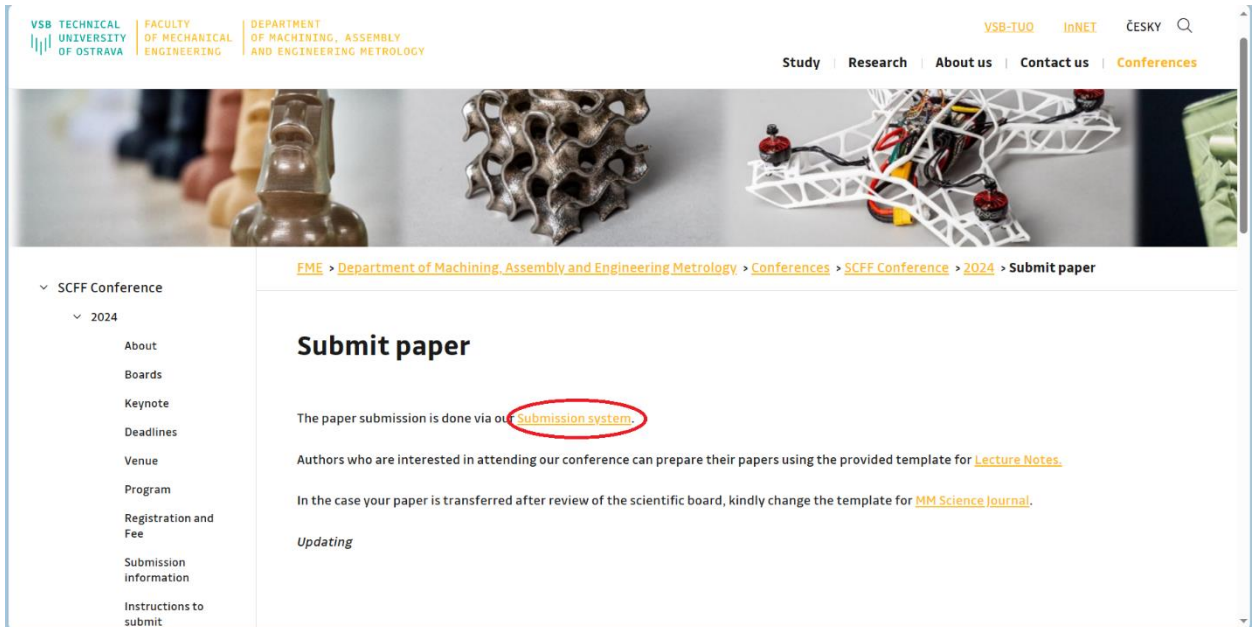 VSB TECHNICAL
UNIVERSITY
OF OSTRAVA
FACULTY
OF MECHANICAL
ENGINEERING
DEPARTMENT
OF MACHINING, ASSEMBLY
AND ENGINEERING METROLOGY
VSB-TUO InNET ČESKY
Study Research About us Contact us Conferences
FME > Department of Machining, Assembly and Engineering Metrology > Conferences > SCFF Conference > 2024 > Submit paper
SCFF Conference
2024
About
Boards
Keynote
Deadlines
Venue
Program
Registration and
Fee
Submission
information
Instructions to
submit
Submit paper
The paper submission is done via our Submission system.
Authors who are interested in attending our conference can prepare their papers using the provided template for Lecture Notes.
In the case your paper is transferred after review of the scientific board, kindly change the template for MM Science Journal.
Updating